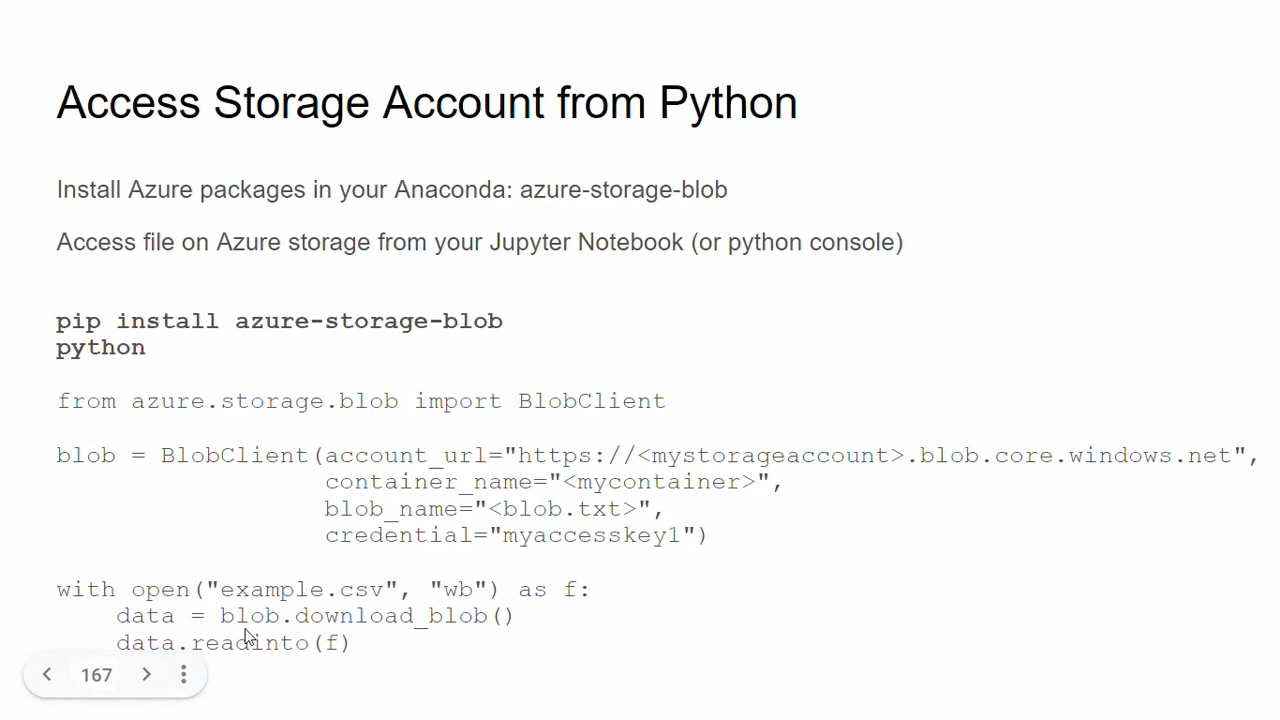 Access Storage Account from Python
Install Azure packages in your Anaconda: azure-storage-blob
Access file on Azure storage from your Jupyter Notebook (or python console)
pip install azure-storage-blob
python
from azure.storage.blob import BlobClient
blob = BlobClient(account_url="https://<mystorageaccount>.blob.core.windows.net",
                  container_name="<mycontainer>",
                  blob_name="<blob.txt>",
                  credential="myaccesskey1")
with open("example.csv", "wb") as f:
    data = blob.download_blob()
    data.readinto(f)
167